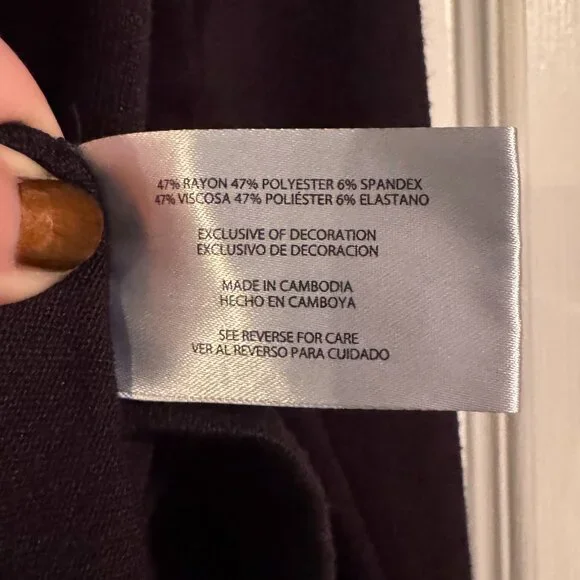 47% RAYON 47% POLYESTER 6% SPANDEX
47% VISCOSA 47% POLIÉSTER 6% ELASTANO
EXCLUSIVE OF DECORATION
EXCLUSIVO DE DECORACION
MADE IN CAMBODIA
HECHO EN CAMBOYA
SEE REVERSE FOR CARE
VER AL REVERSO PARA CUIDADO